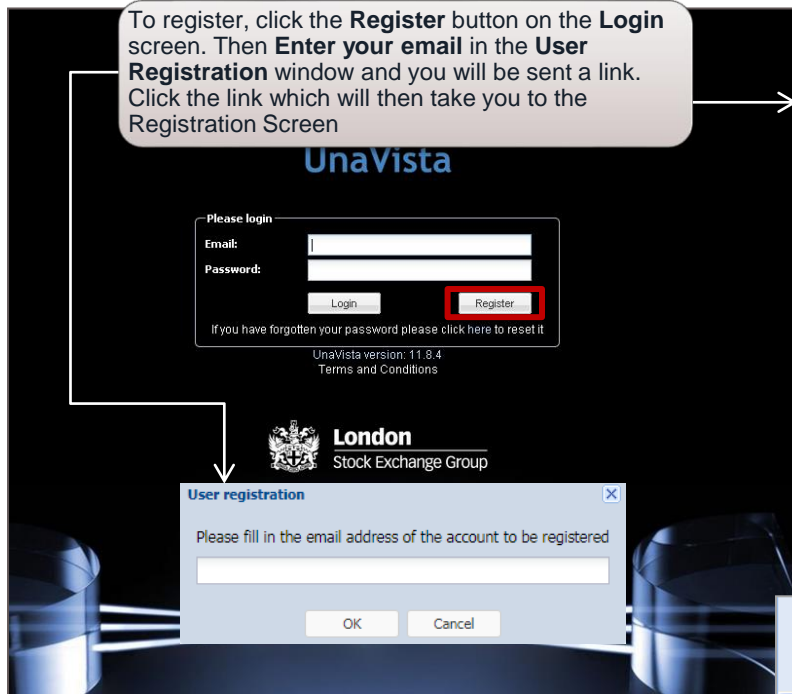 To register, click the Register button on the Login
screen. Then Enter your email in the User
Registration window and you will be sent a link.
Click the link which will then take you to the
Registration Screen
UnaVista
Please login
Email:
Password:
Login Register
If you have forgotten your password please click here to reset it
UnaVista version: 11.8.4
Terms and Conditions
London
Stock Exchange Group
User registration
Please fill in the email address of the account to be registered
OK Cancel